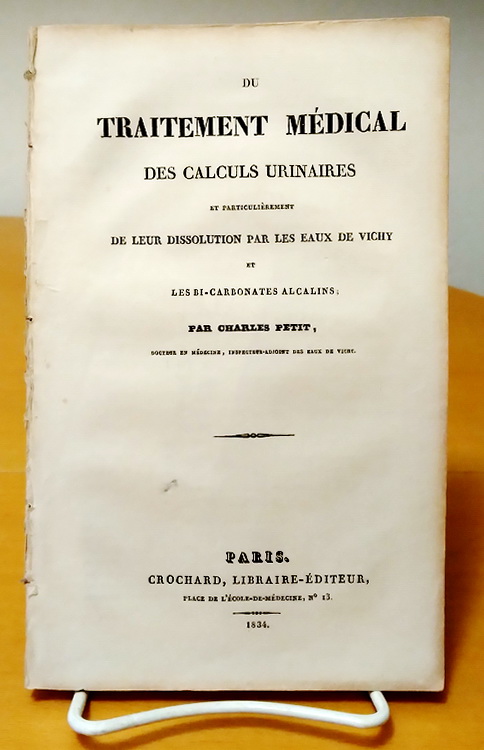 DU
TRAITEMENT MÉDICAL
DES CALCULS URINAIRES
ET PARTICULIÈREMENT
DE LEUR DISSOLUTION PAR LES EAUX DE VICHY
ET
LES BI-CARBONATES ALCALINS;
PAR CHARLES PETIT,
DOCTEUR EN MÉDECINE, INSPECTEUR-ADJOINT DES EAUX DE VICHY.
PARIS.
CROCHARD, LIBRAIRE-ÉDITEUR,
PLACE DE L'ÉCOLE-DE-MÉDECINE, Nº 13.
1834.